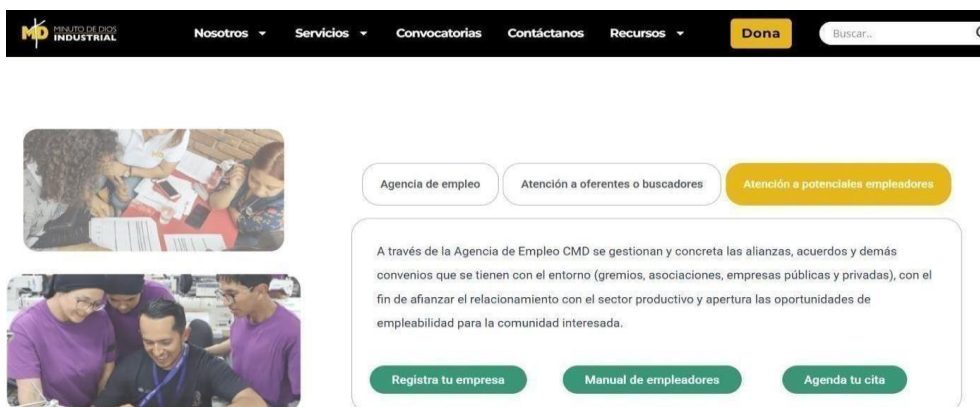 MD MINUTO DE DIOS
INDUSTRIAL
Nosotros
Servicios
Convocatorias
Contáctanos
Recursos
Dona
Buscar..
Agencia de empleo
Atención a oferentes o buscadores
Atención a potenciales empleadores
A través de la Agencia de Empleo CMD se gestionan y concreta las alianzas, acuerdos y demás
convenios que se tienen con el entorno (gremios, asociaciones, empresas públicas y privadas), con el
fin de afianzar el relacionamiento con el sector productivo y apertura las oportunidades de
empleabilidad para la comunidad interesada.
Registra tu empresa
Manual de empleadores
Agenda tu cita